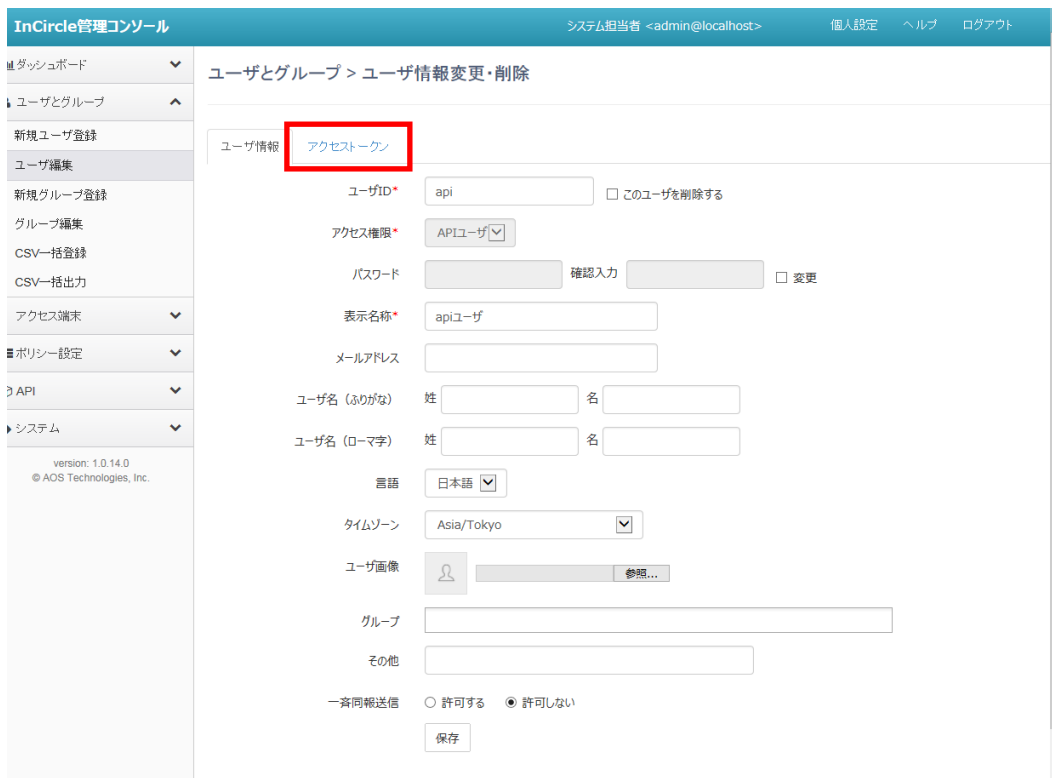 InCircle管理コンソール
システム担当者 <admin@localhost>
個人設定
ヘルプ
ログアウト
ダッシュボード
ユーザとグループ
新規ユーザ登録
ユーザ編集
新規グループ登録
グループ編集
CSV一括登録
CSV一括出力
アクセス端末
ポリシー設定
API
システム
version: 1.0.14.0
© AOS Technologies, Inc.
ユーザとグループ > ユーザ情報変更・削除
ユーザ情報 アクセストークン
ユーザID* api このユーザを削除する
アクセス権限* APIユーザ
パスワード 確認入力 変更
表示名称* apiユーザ
メールアドレス
ユーザ名（ふりがな） 姓 名
ユーザ名（ローマ字） 姓 名
言語 日本語
タイムゾーン Asia/Tokyo
ユーザ画像 参照...
グループ
その他
一斉同報送信 許可する 許可しない
保存